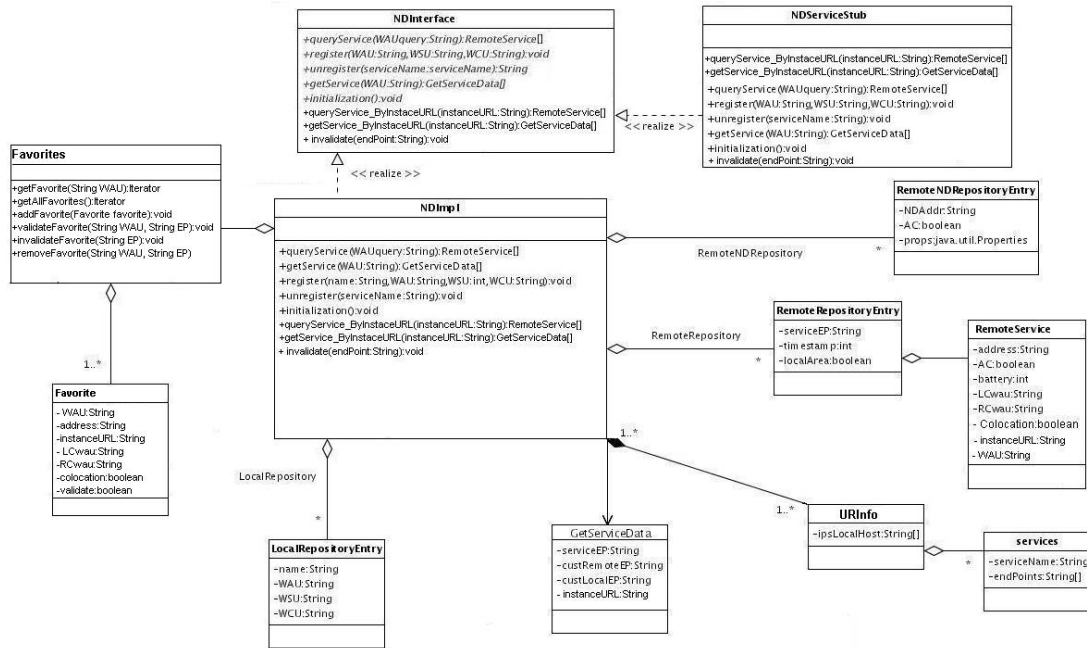 NDInterface
+queryService(WAUquery:String):RemoteService[]
+register(WAU:String,WSU:String,WCU:String):void
+unregister(serviceName:serviceName):String
+getService(WAU:String):GetServiceData[]
+initialization():void
+queryService_ByInstaceURL(instanceURL:String):RemoteService[]
+getService_ByInstaceURL(instanceURL:String):GetServiceData[]
+ invalidate(endPoint:String):void
NDServiceStub
+queryService_ByInstaceURL(instanceURL:String):RemoteService[]
+getService_ByInstaceURL(instanceURL:String):GetServiceData[]
+queryService(WAUquery:String):RemoteService[]
+register(WAU:String,WSU:String,WCU:String):void
+unregister(serviceName:String):void
+getService(WAU:String):GetServiceData[]
+initialization():void
+ invalidate(endPoint:String):void
<< realize >>
<< realize >>
Favorites
+getFavorite(String WAU):Iterator
+getAllFavorites():Iterator
+addFavorite(Favorite favorite):void
+validateFavorite(String WAU, String EP):void
+invalidateFavorite(String EP):void
+removeFavorite(String WAU, String EP)
NDImpl
+queryService(WAUquery:String):RemoteService[]
+getService(WAU:String):GetServiceData[]
+register(name:String,WAU:String,WSU:int,WCU:String):void
+unregister(serviceName:String):void
+initialization():void
+queryService_ByInstaceURL(instanceURL:String):RemoteService[]
+getService_ByInstaceURL(instanceURL:String):GetServiceData[]
+ invalidate(endPoint:String):void
RemoteNDRepositoryEntry
-NDAddr:String
-AC:boolean
-props:java.util.Properties
RemoteNDRepository
*
RemoteRepositoryEntry
-serviceEP:String
-timestamp:int
-localArea:boolean
RemoteRepository
*
RemoteService
-address:String
-AC:boolean
-battery:int
-LCwau:String
-RCwau:String
- Colocation:boolean
- instanceURL:String
- WAU:String
1..*
Favorite
- WAU:String
-address:String
-instanceURL:String
- LCwau:String
-RCwau:String
-colocation:boolean
-validate:boolean
LocalRepository
*
LocalRepositoryEntry
-name:String
-WAU:String
-WSU:String
-WCU:String
1..*
1..*
GetServiceData
-serviceEP:String
-custRemoteEP:String
-custLocalEP:String
- instanceURL:String
URInfo
-ipsLocalHost:String[]
*
services
-serviceName:String
-endPoints:String[]